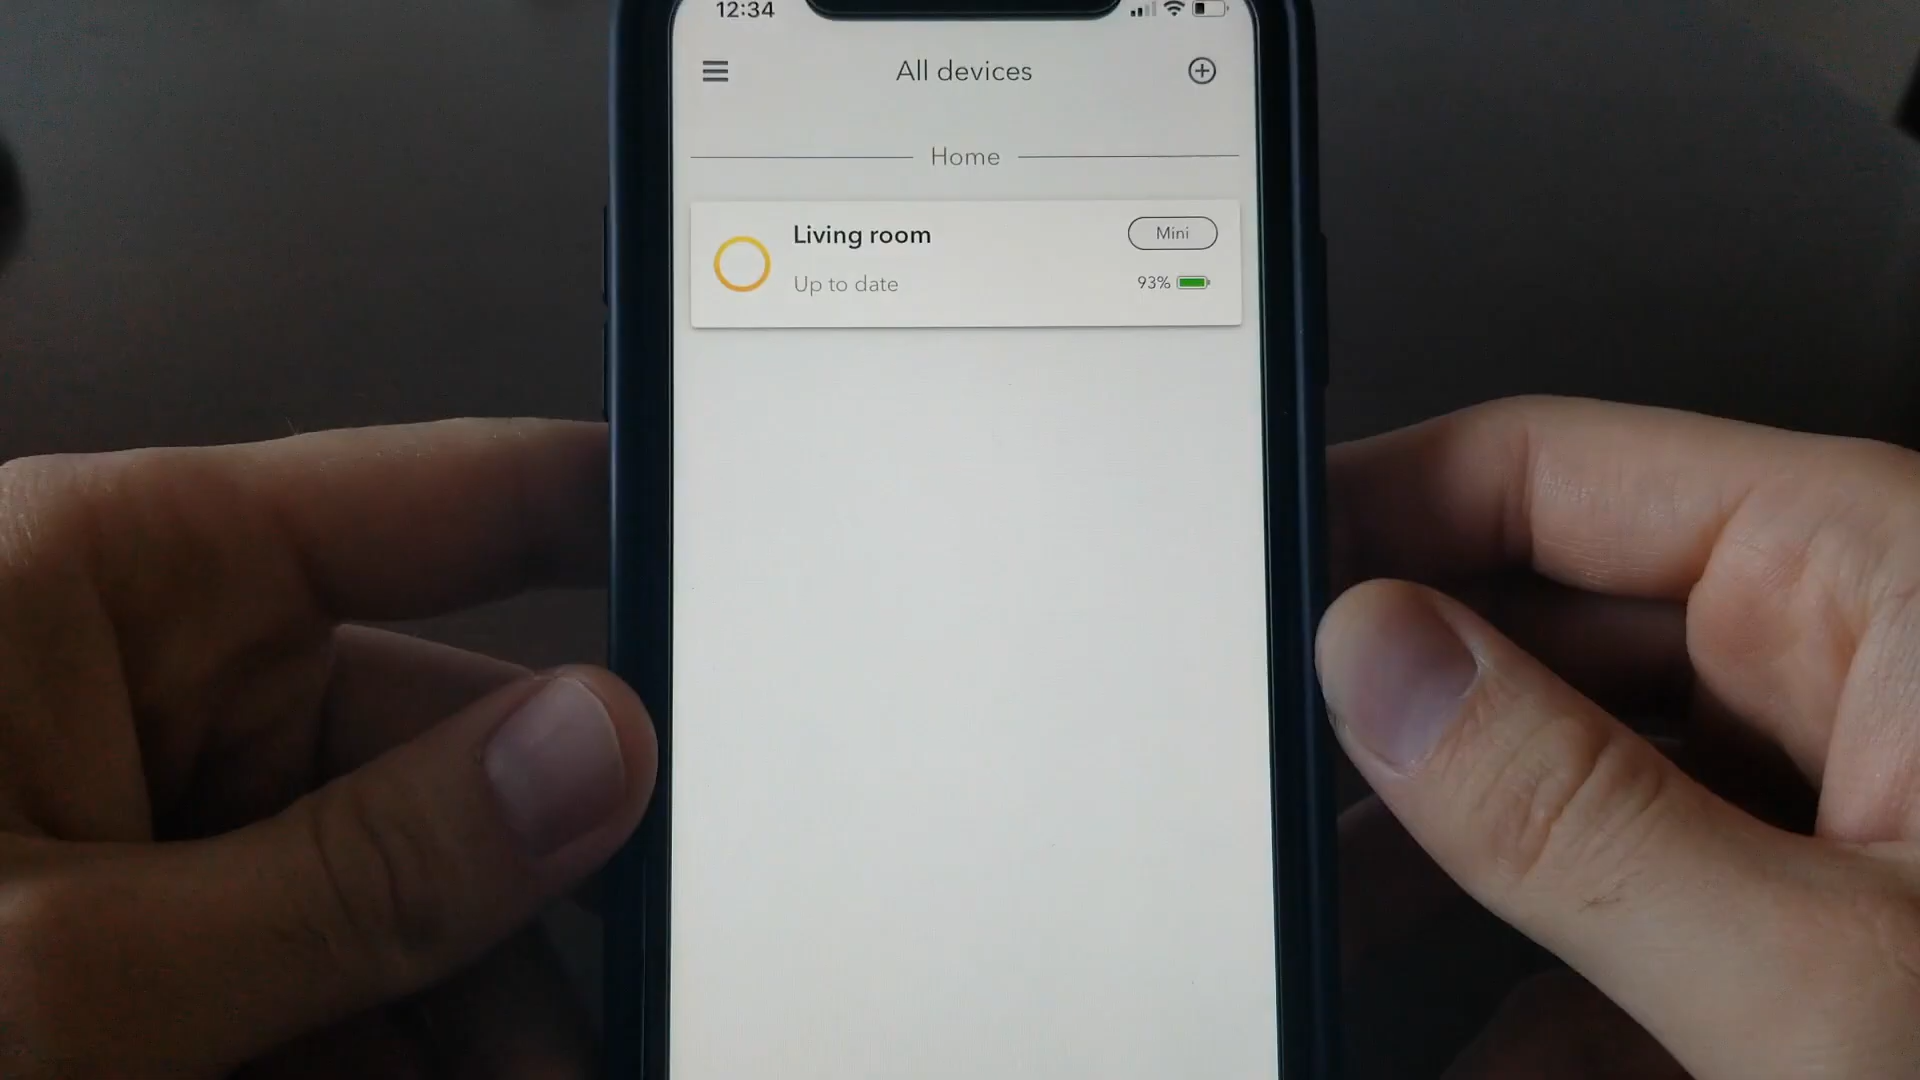 12:34
All devices
Home
Living room
Mini
Up to date
93%